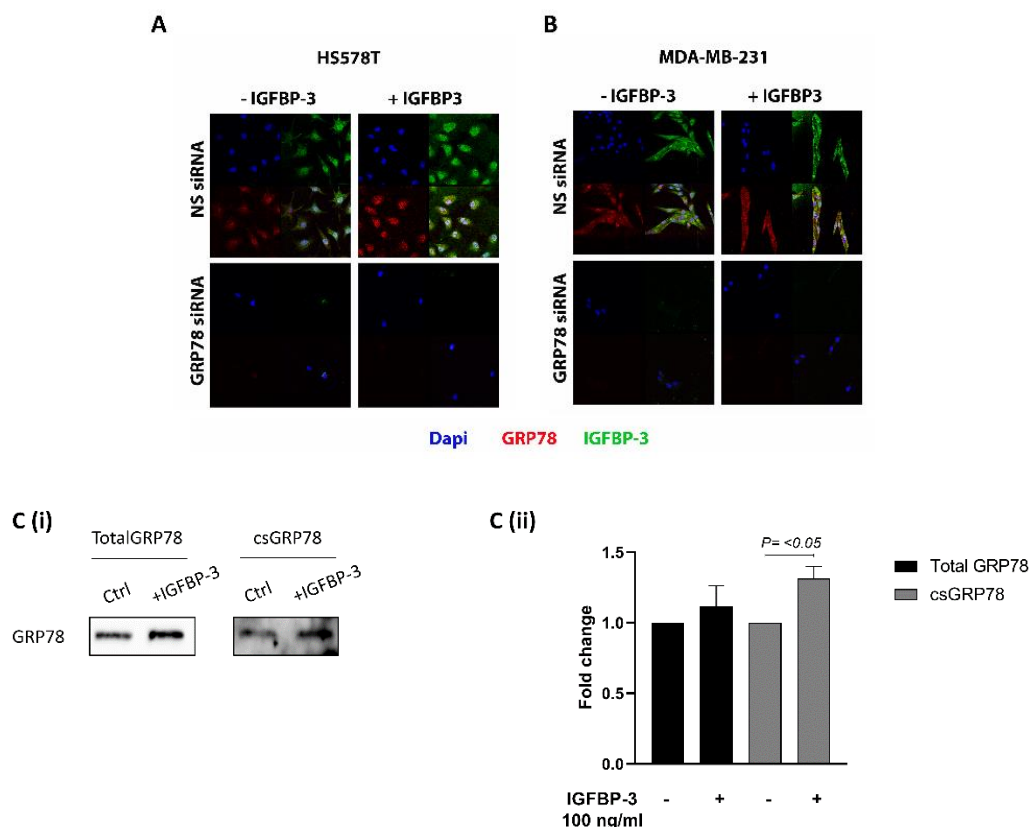 A
HS578T
- IGFBP-3 + IGFBP3
NS siRNA
GRP78 siRNA
B
MDA-MB-231
- IGFBP-3 + IGFBP3
NS siRNA
GRP78 siRNA
Dapi GRP78 IGFBP-3
C (i)
TotalGRP78 csGRP78
Ctrl +IGFBP-3 Ctrl +IGFBP-3
GRP78
C (ii)
P= <0.05
Fold change
1.5
1.0
0.5
0.0
IGFBP-3 - + - +
100 ng/ml
Total GRP78
csGRP78